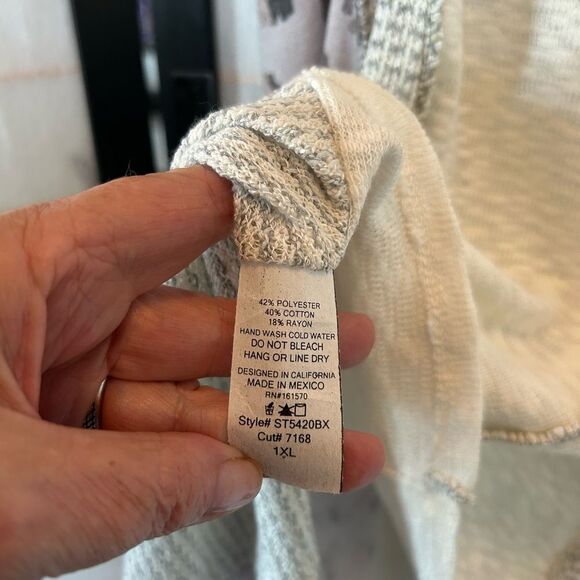 42% POLYESTER
40% COTTON
18% RAYON
HAND WASH COLD WATER
DO NOT BLEACH
HANG OR LINE DRY
DESIGNED IN CALIFORNIA
MADE IN MEXICO
RN#161570
Style# ST5420BX
Cut# 7168
1XL